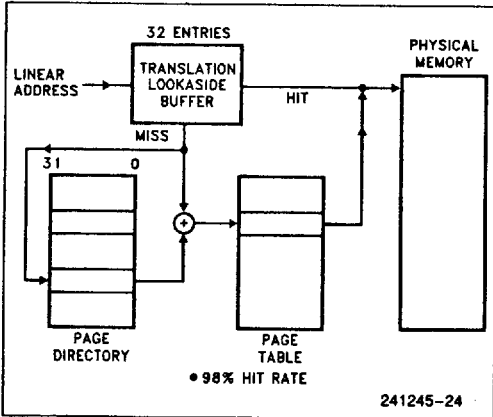 32 ENTRIES
PHYSICAL
MEMORY
LINEAR
ADDRESS
TRANSLATION
LOOKASIDE
BUFFER
HIT
MISS
31 0
+
PAGE
DIRECTORY
PAGE
TABLE
• 98% HIT RATE
241245-24